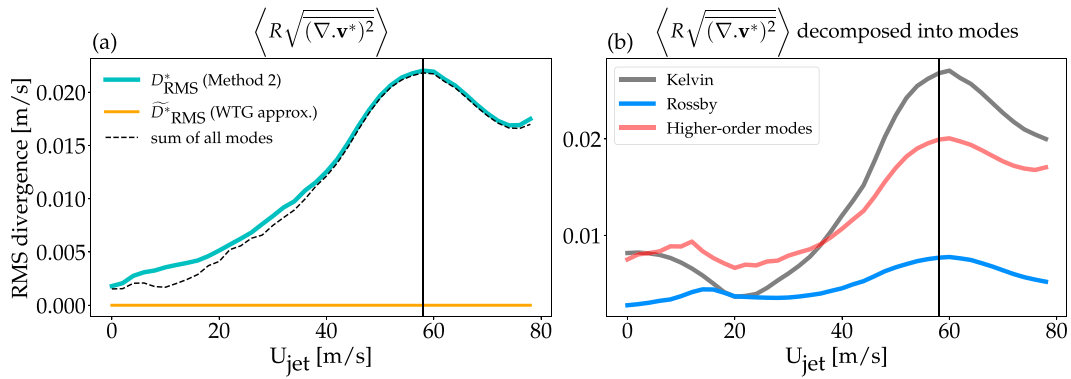 (a)
⟨R√(∇.v*)²⟩
D*RMS (Method 2)
D̃*RMS (WTG approx.)
sum of all modes
RMS divergence [m/s]
0.020
0.015
0.010
0.005
0.000
0 20 40 60 80
Ujet [m/s]
(b)
⟨R√(∇.v*)²⟩ decomposed into modes
Kelvin
Rossby
Higher-order modes
0.02
0.01
0 20 40 60 80
Ujet [m/s]